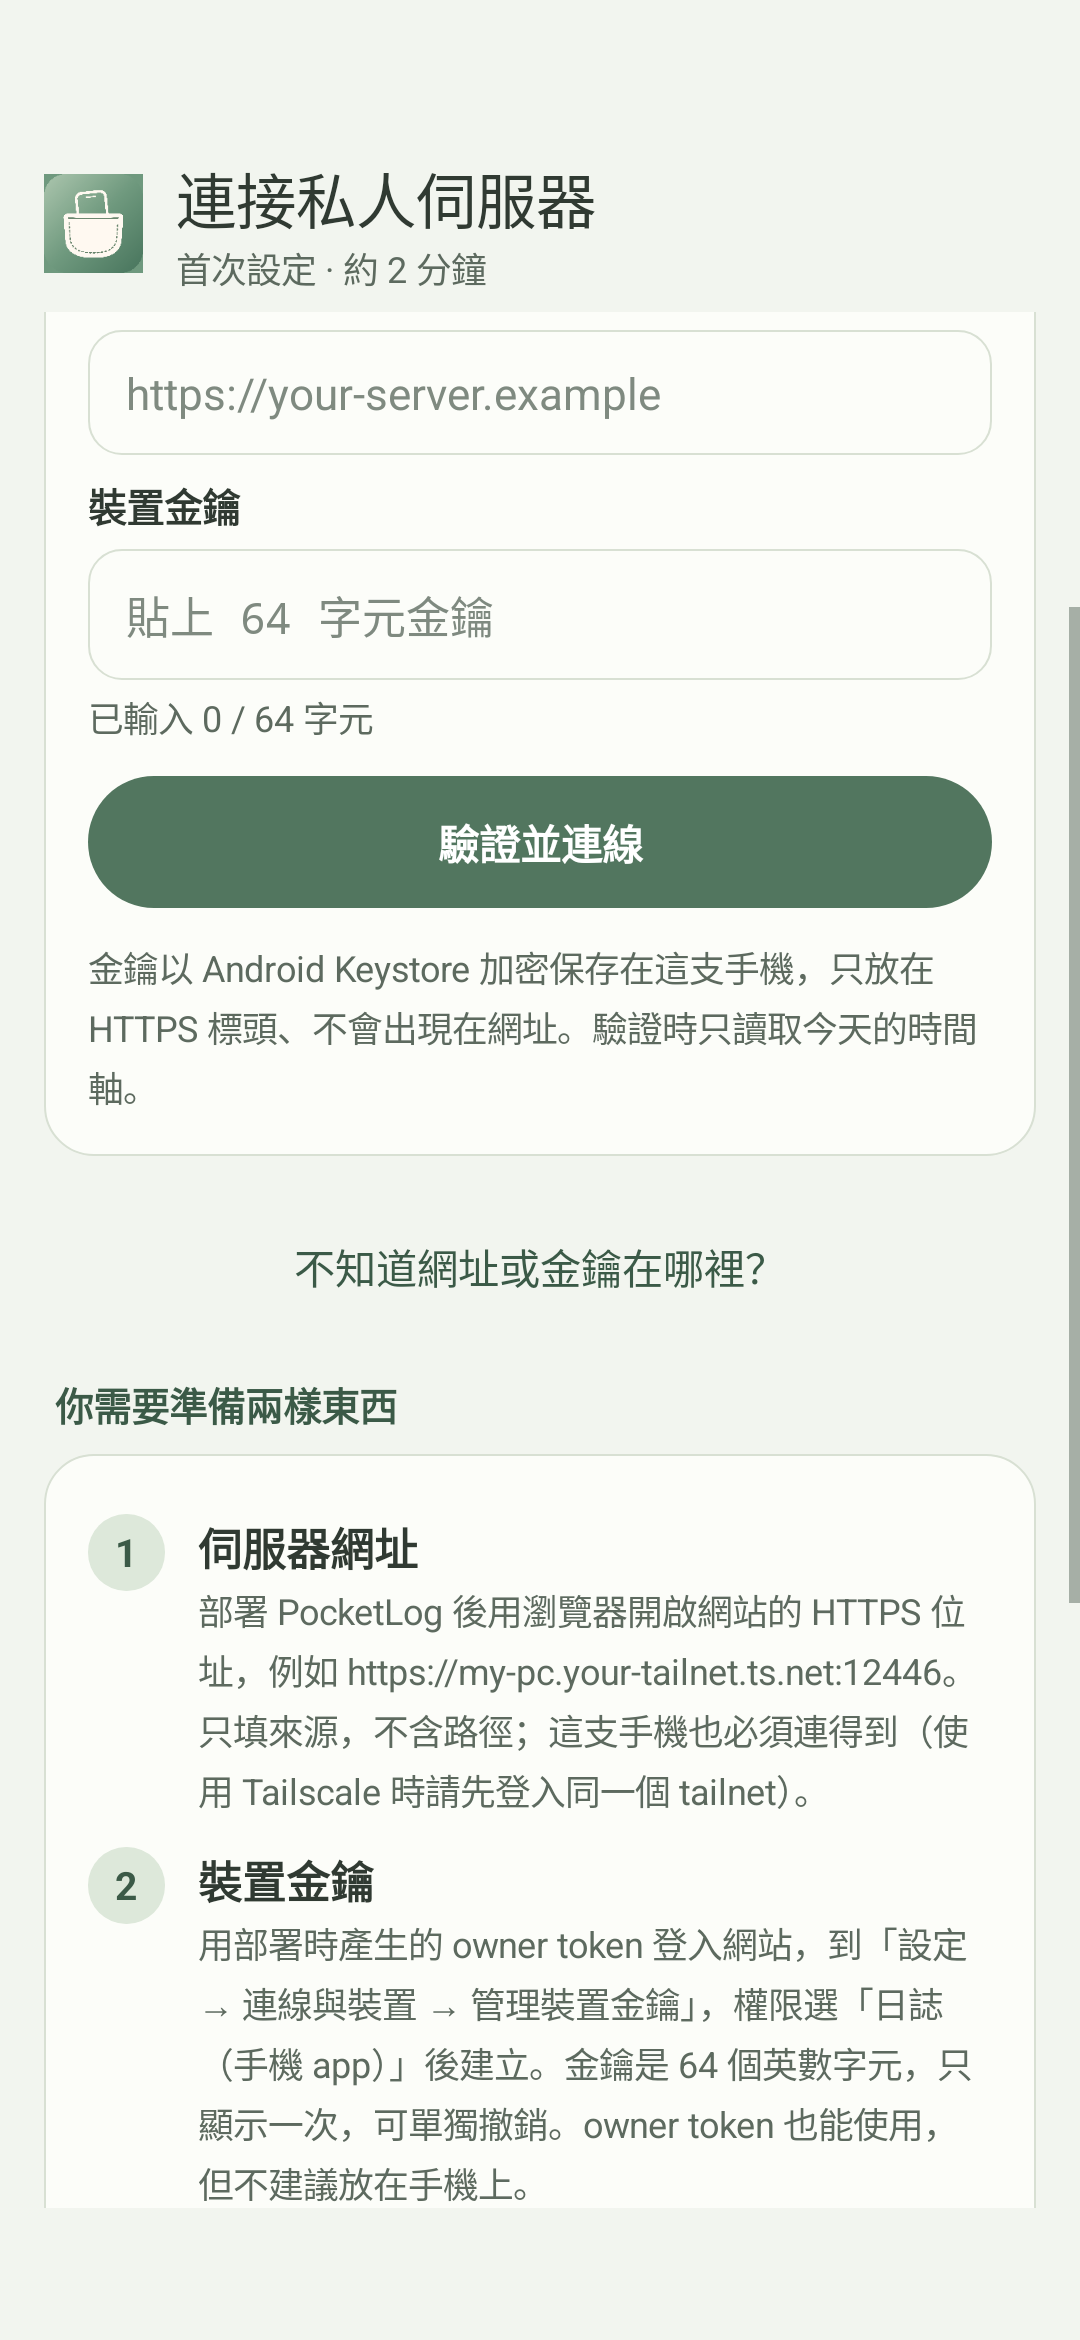 連接私人伺服器
首次設定 · 約 2 分鐘
https://your-server.example
裝置金鑰
貼上 64 字元金鑰
已輸入 0 / 64 字元
驗證並連線
金鑰以 Android Keystore 加密保存在這支手機，只放在
HTTPS 標頭、不會出現在網址。驗證時只讀取今天的時間
軸。
不知道網址或金鑰在哪裡？
你需要準備兩樣東西
1 伺服器網址
部署 PocketLog 後用瀏覽器開啟網站的 HTTPS 位
址，例如 https://my-pc.your-tailnet.ts.net:12446。
只填來源，不含路徑；這支手機也必須連得到（使
用 Tailscale 時請先登入同一個 tailnet）。
2 裝置金鑰
用部署時產生的 owner token 登入網站，到「設定
→ 連線與裝置 → 管理裝置金鑰」，權限選「日誌
（手機 app）」後建立。金鑰是 64 個英數字元，只
顯示一次，可單獨撤銷。owner token 也能使用，
但不建議放在手機上。